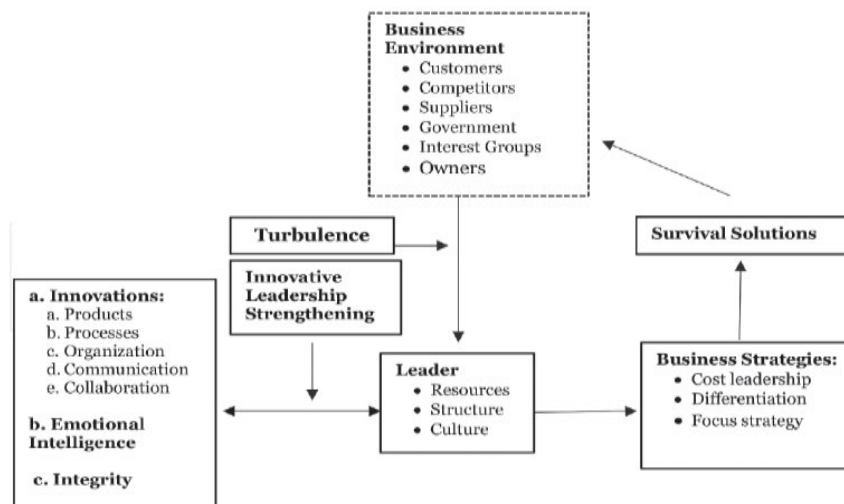 Business
Environment
• Customers
• Competitors
• Suppliers
• Government
• Interest Groups
• Owners
Turbulence
Survival Solutions
Innovative
Leadership
Strengthening
a. Innovations:
a. Products
b. Processes
c. Organization
d. Communication
e. Collaboration
b. Emotional
Intelligence
c. Integrity
Leader
• Resources
• Structure
• Culture
Business Strategies:
• Cost leadership
• Differentiation
• Focus strategy